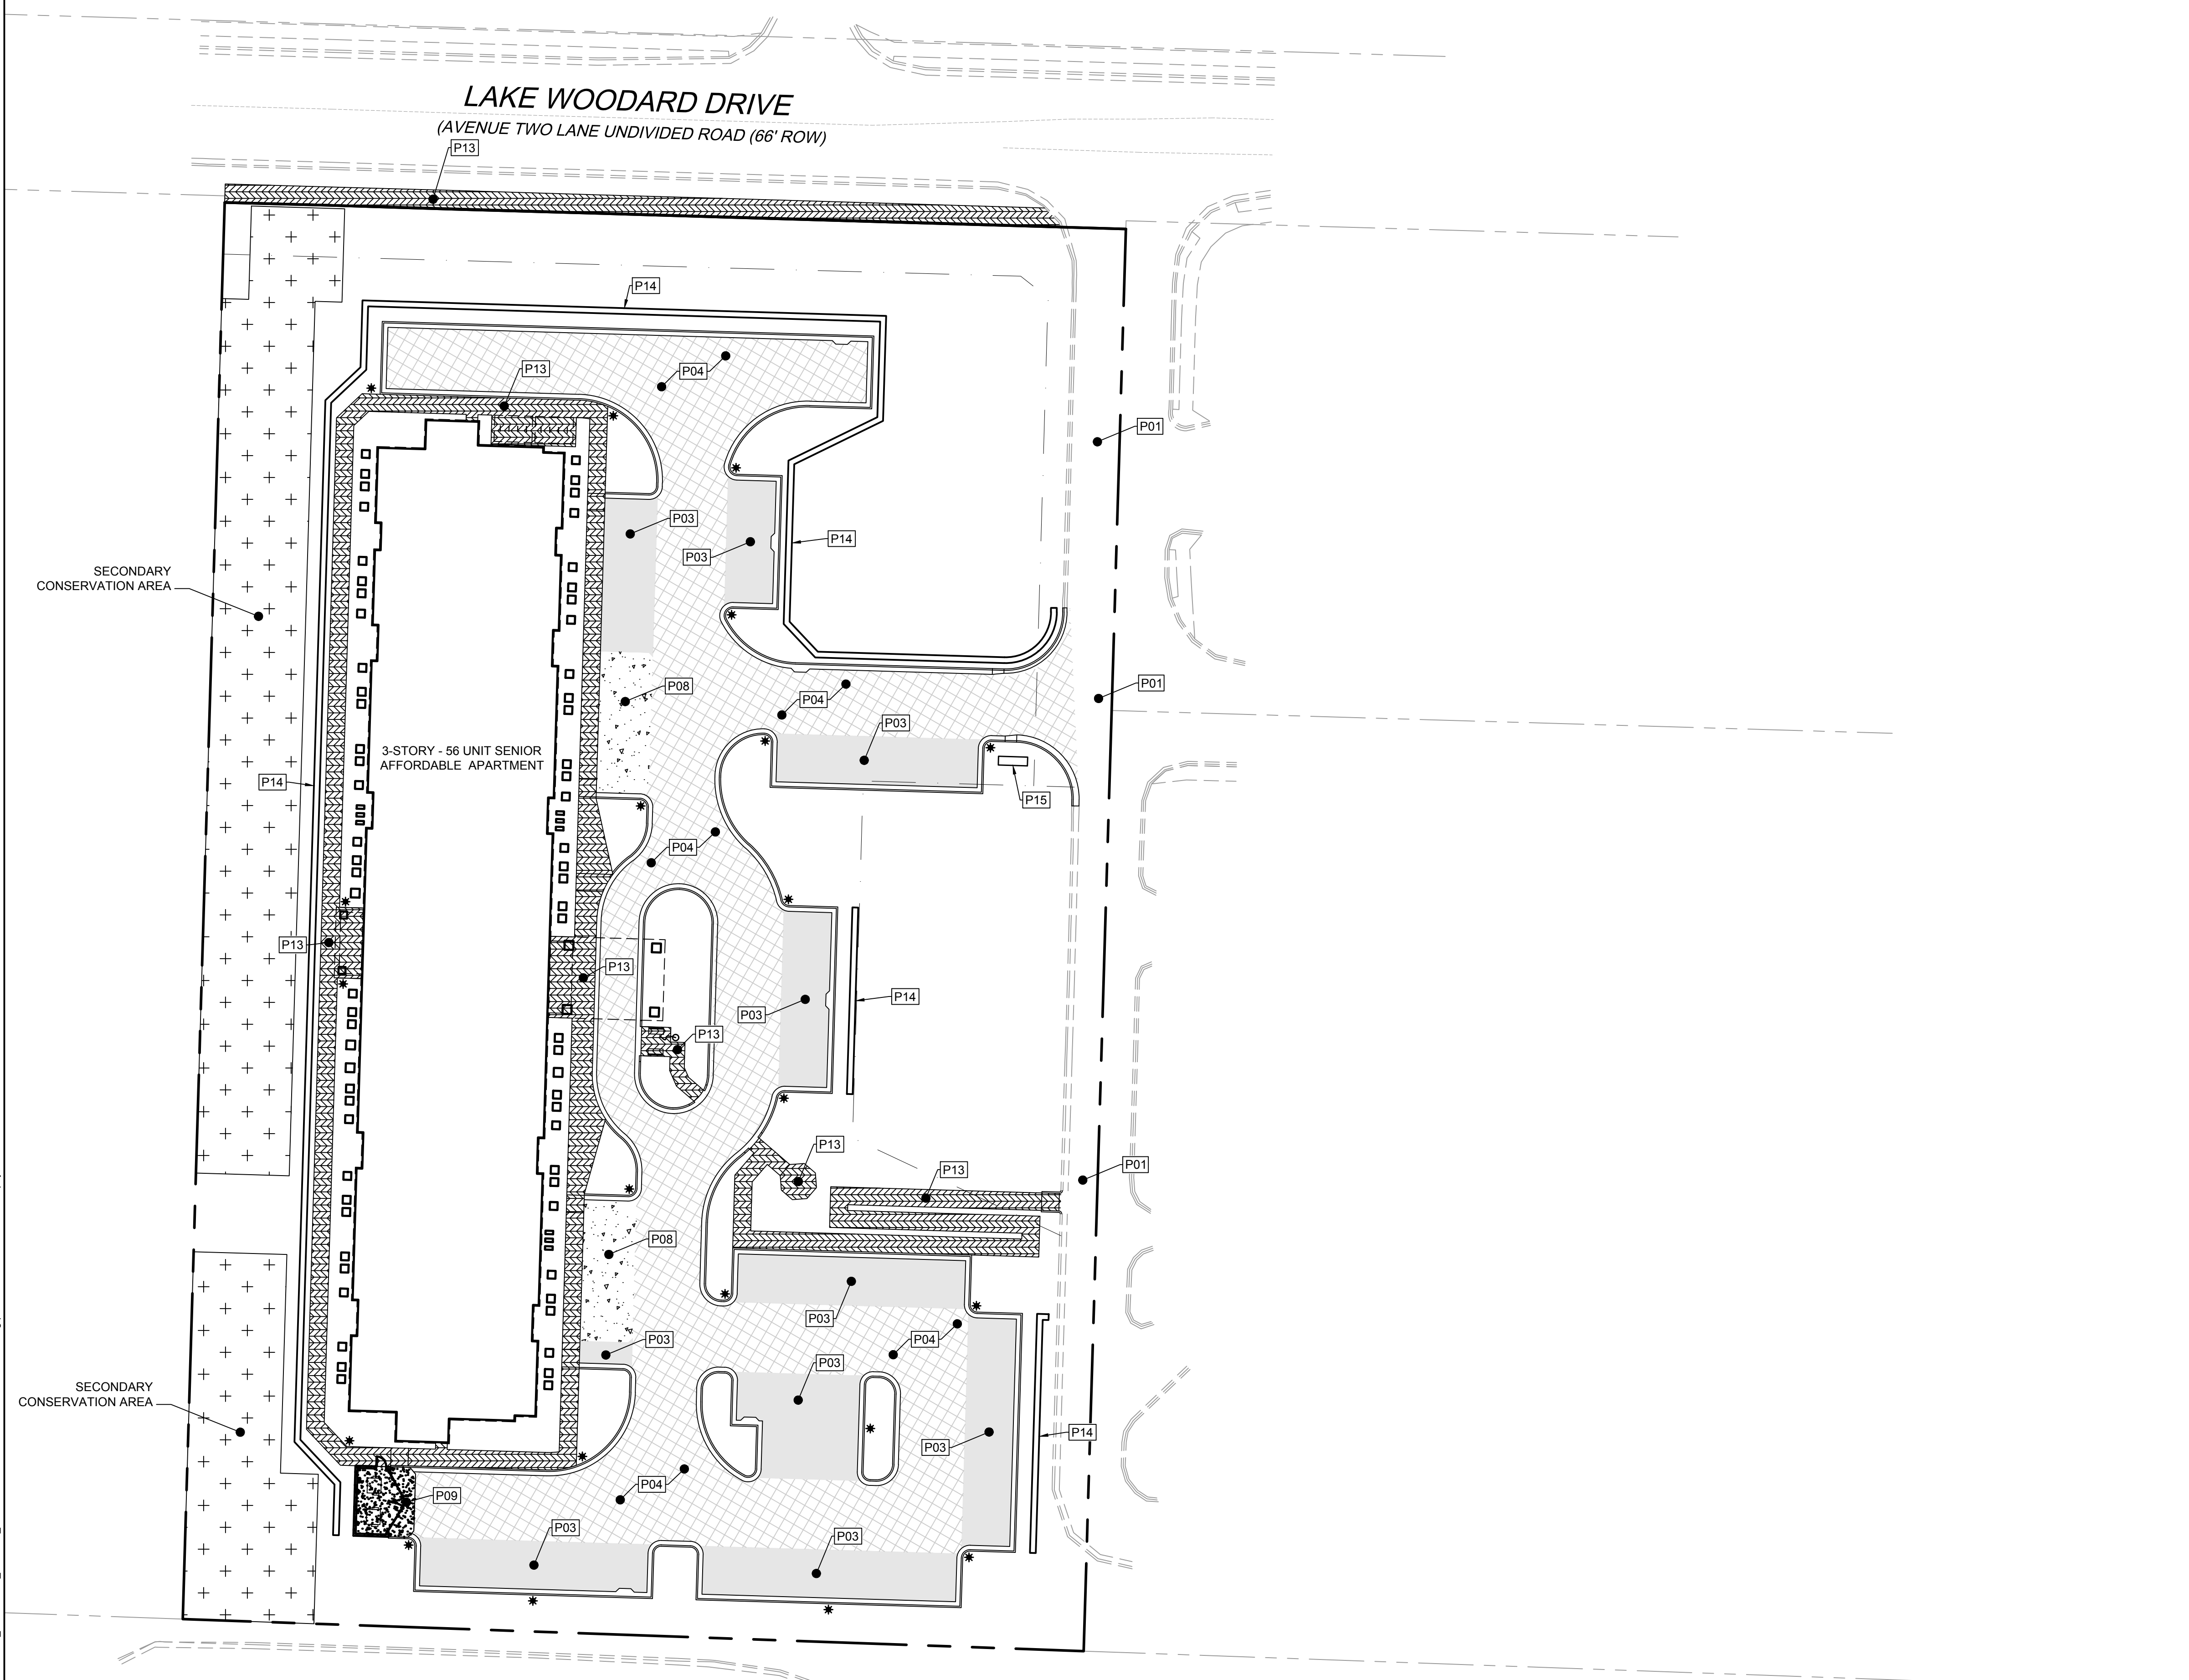 LAKE WOODARD DRIVE
(AVENUE TWO LANE UNDIVIDED ROAD (66' ROW)
P13
P14
P13
P04
P01
P03
P14
P03
SECONDARY
CONSERVATION AREA
P01
P08
P04
P03
3-STORY - 56 UNIT SENIOR
AFFORDABLE APARTMENT
P14
P15
P04
P13
P13
P14
P03
P13
P13
P01
P13
P08
P03
P04
P03
P03
SECONDARY
CONSERVATION AREA
P14
P03
P04
P09
P03
P03